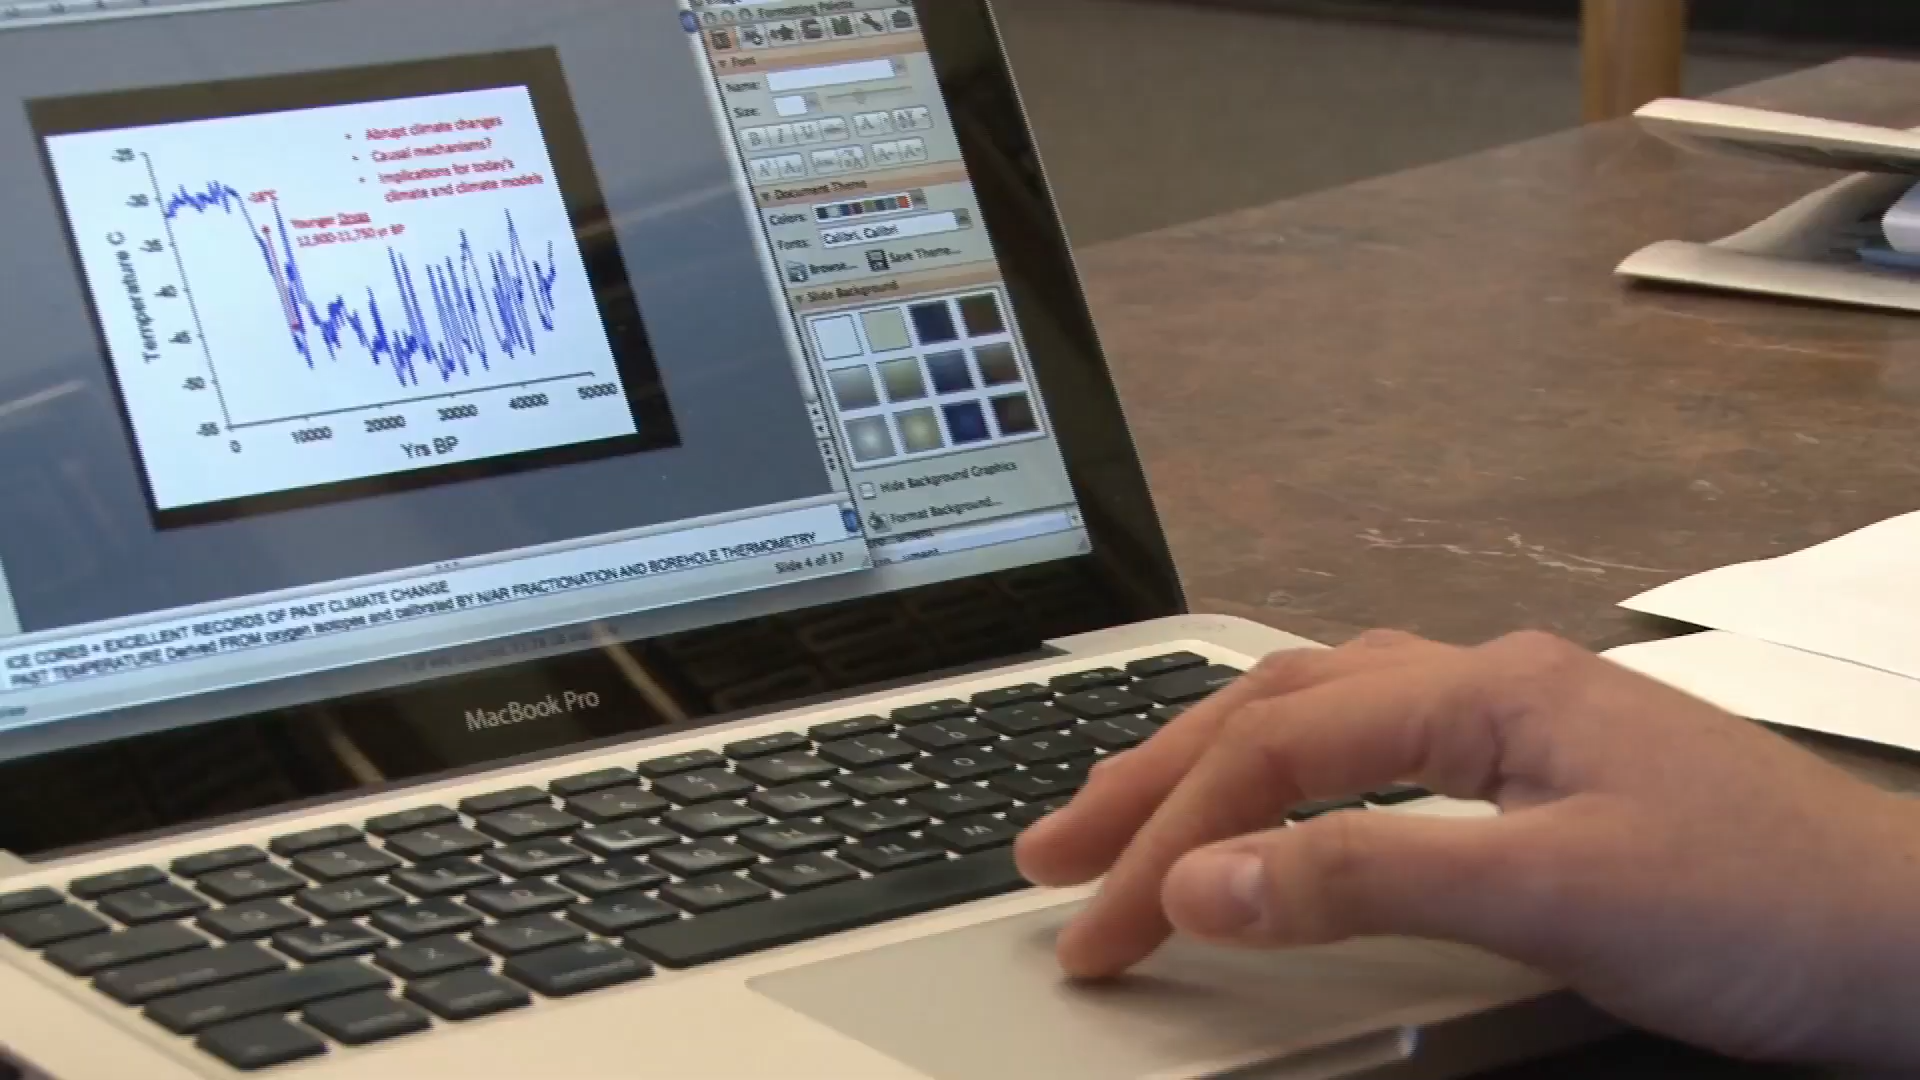 Formatting Palette
Font
Name:
Size:
Document Theme
Colors:
Fonts: Calibri, Calibri
Browse... Save Theme...
Slide Background
Hide Background Graphics
Format Background...
• Abrupt climate changes
• Causal mechanisms?
• Implications for today's
climate and climate models
Younger Dryas
Temperature C
-30
-35
-40
-45
-50
-55
0 10000 20000 30000 40000 50000
Yrs BP
Slide 4 of 37
ICE CORES = EXCELLENT RECORDS OF PAST CLIMATE CHANGE
PAST TEMPERATURE Derived FROM oxygen isotopes and calibrated BY N/AR FRACTIONATION AND BOREHOLE THERMOMETRY
MacBook Pro